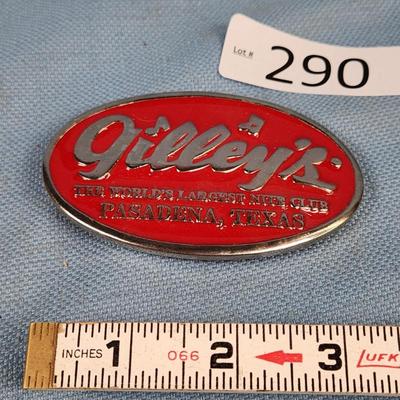 Lot #
290
Gilley's
THE WORLD'S LARGEST NITE CLUB
PASADENA, TEXAS
INCHES 1 066 2 3 LUFK